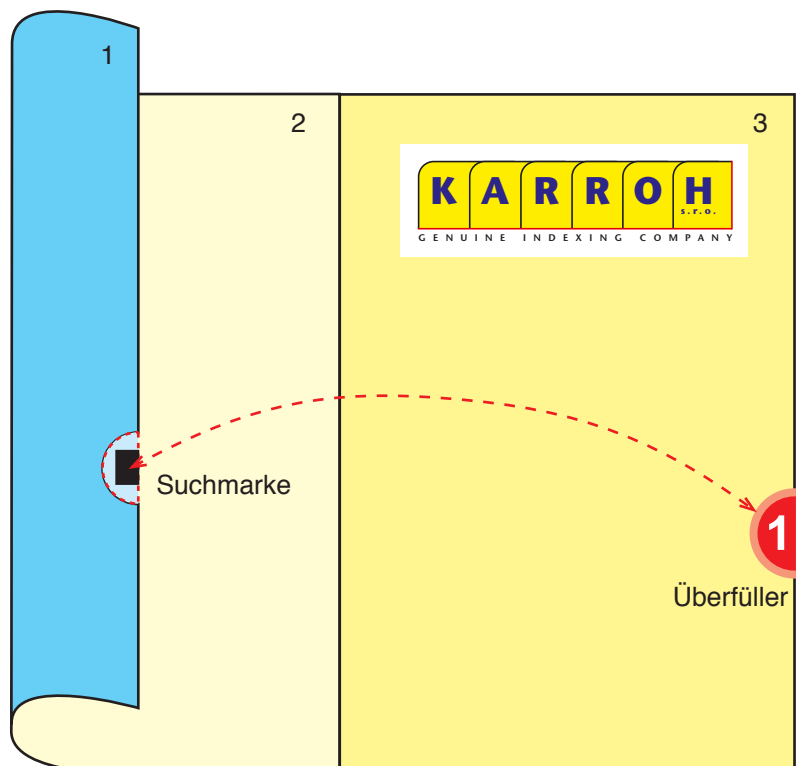 1
2
3
KARROH
s.r.o.
GENUINE INDEXING COMPANY
Suchmarke
1
Überfüller